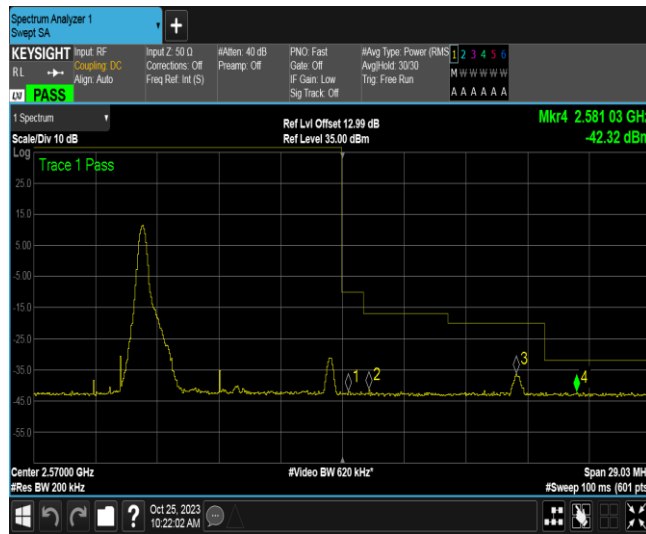 Spectrum Analyzer 1
Swept SA
+
KEYSIGHT
RL
LXI PASS
Input: RF
Coupling: DC
Align: Auto
Input Z: 50 Ω
Corrections: Off
Freq Ref: Int (S)
#Atten: 40 dB
Preamp: Off
PNO: Fast
Gate: Off
IF Gain: Low
Sig Track: Off
#Avg Type: Power (RMS
Avg|Hold: 30/30
Trig: Free Run
1 2 3 4 5 6
M W W W W W
A A A A A A
1 Spectrum
Scale/Div 10 dB
Log
Ref Lvl Offset 12.99 dB
Ref Level 35.00 dBm
Mkr4 2.581 03 GHz
-42.32 dBm
Trace 1 Pass
25.0
15.0
5.00
-5.00
-15.0
-25.0
-35.0
-45.0
-55.0
1
2
3
4
Center 2.57000 GHz
#Res BW 200 kHz
#Video BW 620 kHz*
Span 29.03 MH
#Sweep 100 ms (601 pts
?
Oct 25, 2023
10:22:02 AM